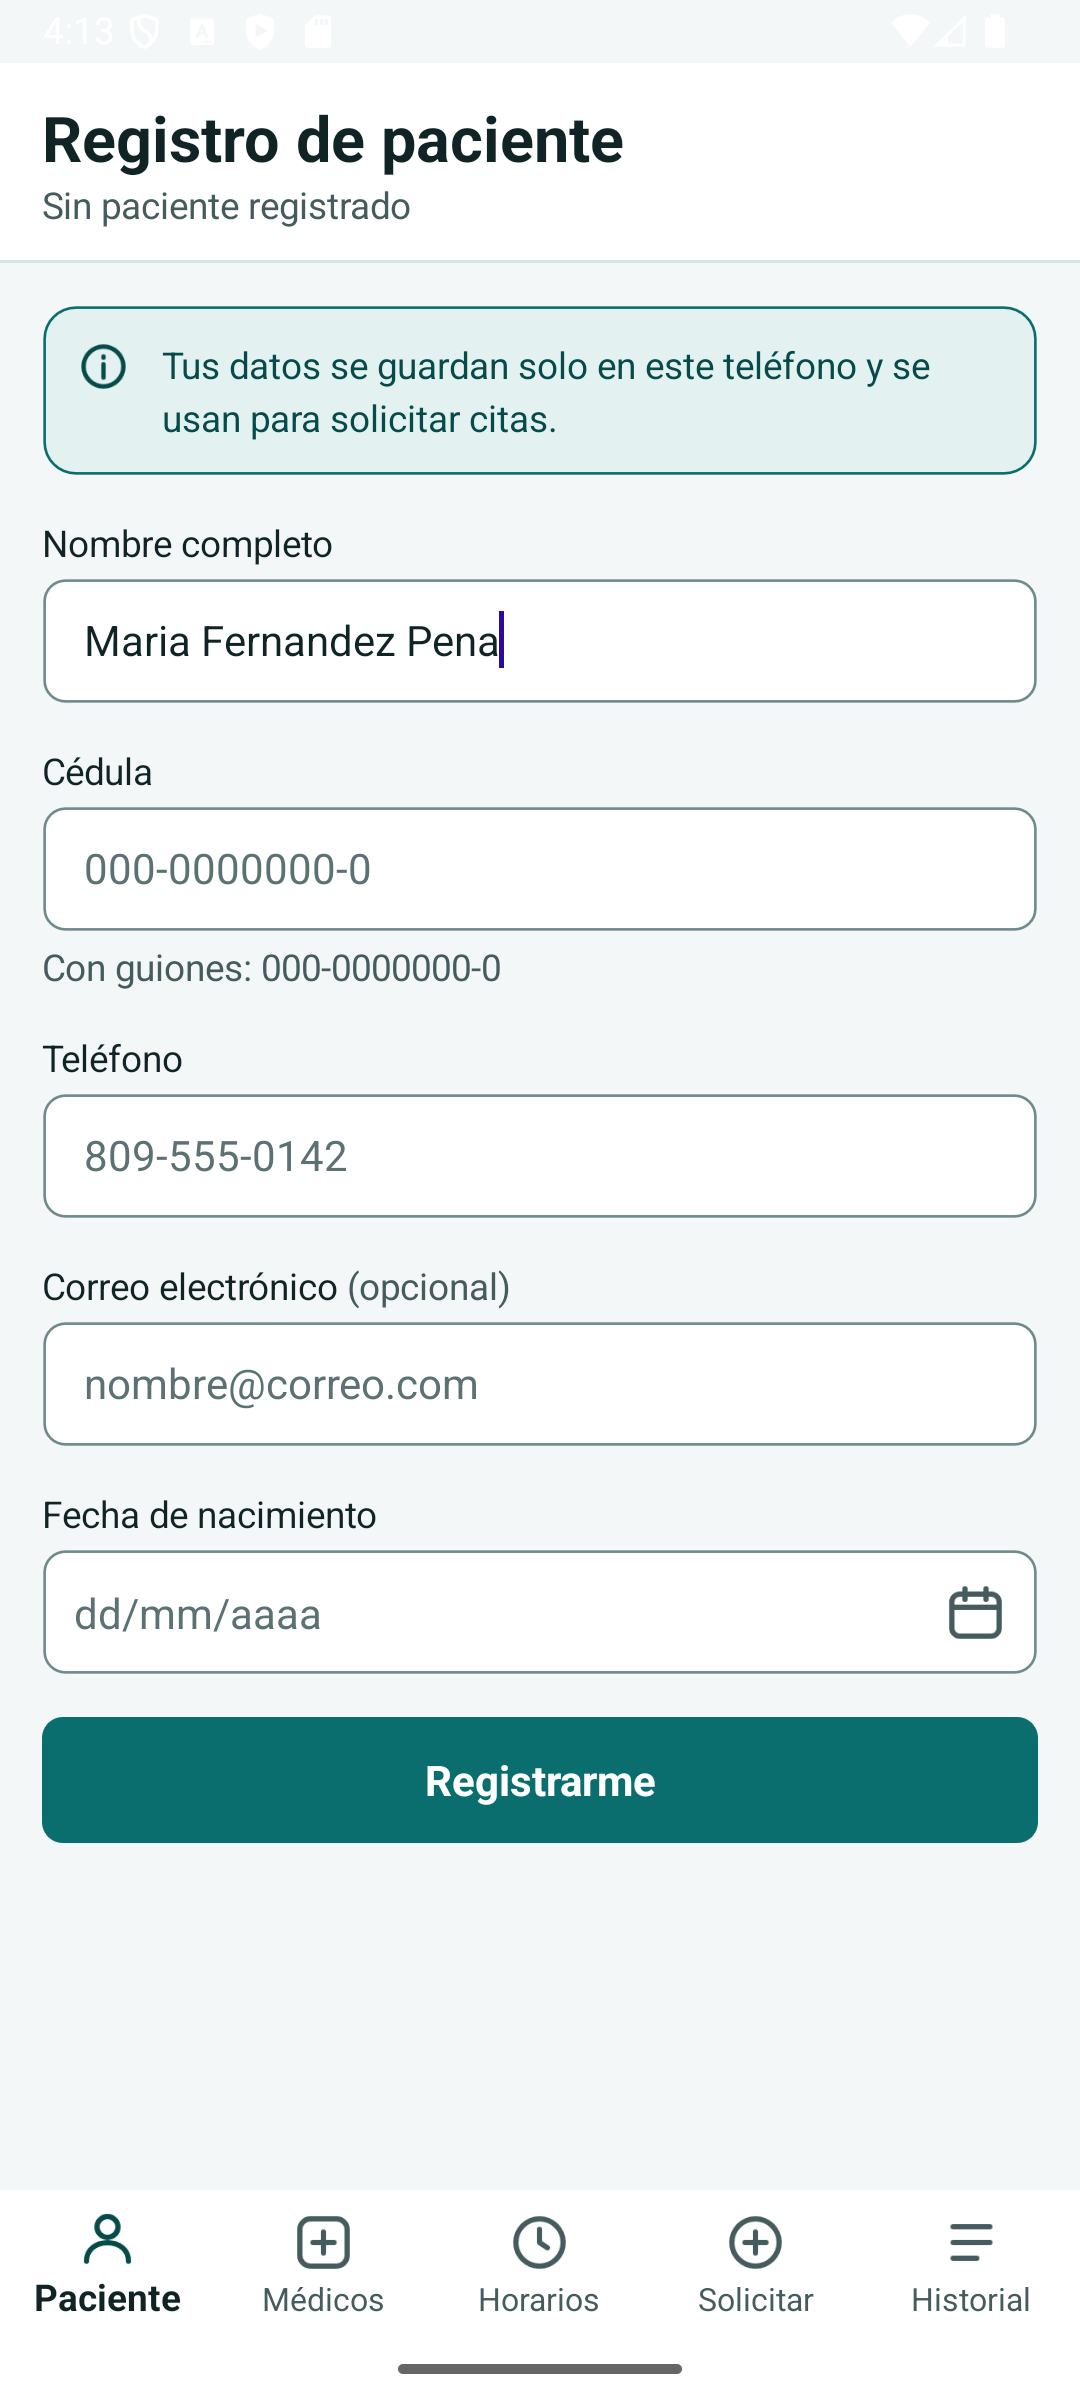 4:13
Registro de paciente
Sin paciente registrado
Tus datos se guardan solo en este teléfono y se
usan para solicitar citas.
Nombre completo
Maria Fernandez Pena
Cédula
000-0000000-0
Con guiones: 000-0000000-0
Teléfono
809-555-0142
Correo electrónico (opcional)
nombre@correo.com
Fecha de nacimiento
dd/mm/aaaa
Registrarme
Paciente
Médicos
Horarios
Solicitar
Historial